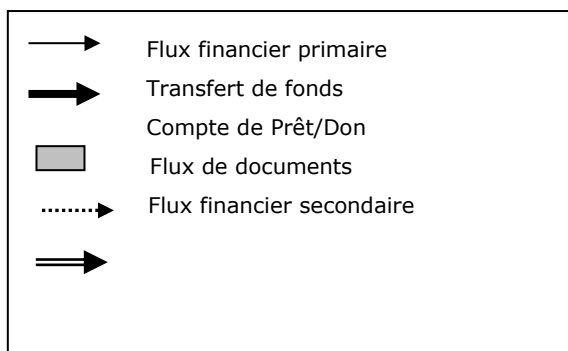 Flux financier primaire
Transfert de fonds
Compte de Prêt/Don
Flux de documents
Flux financier secondaire